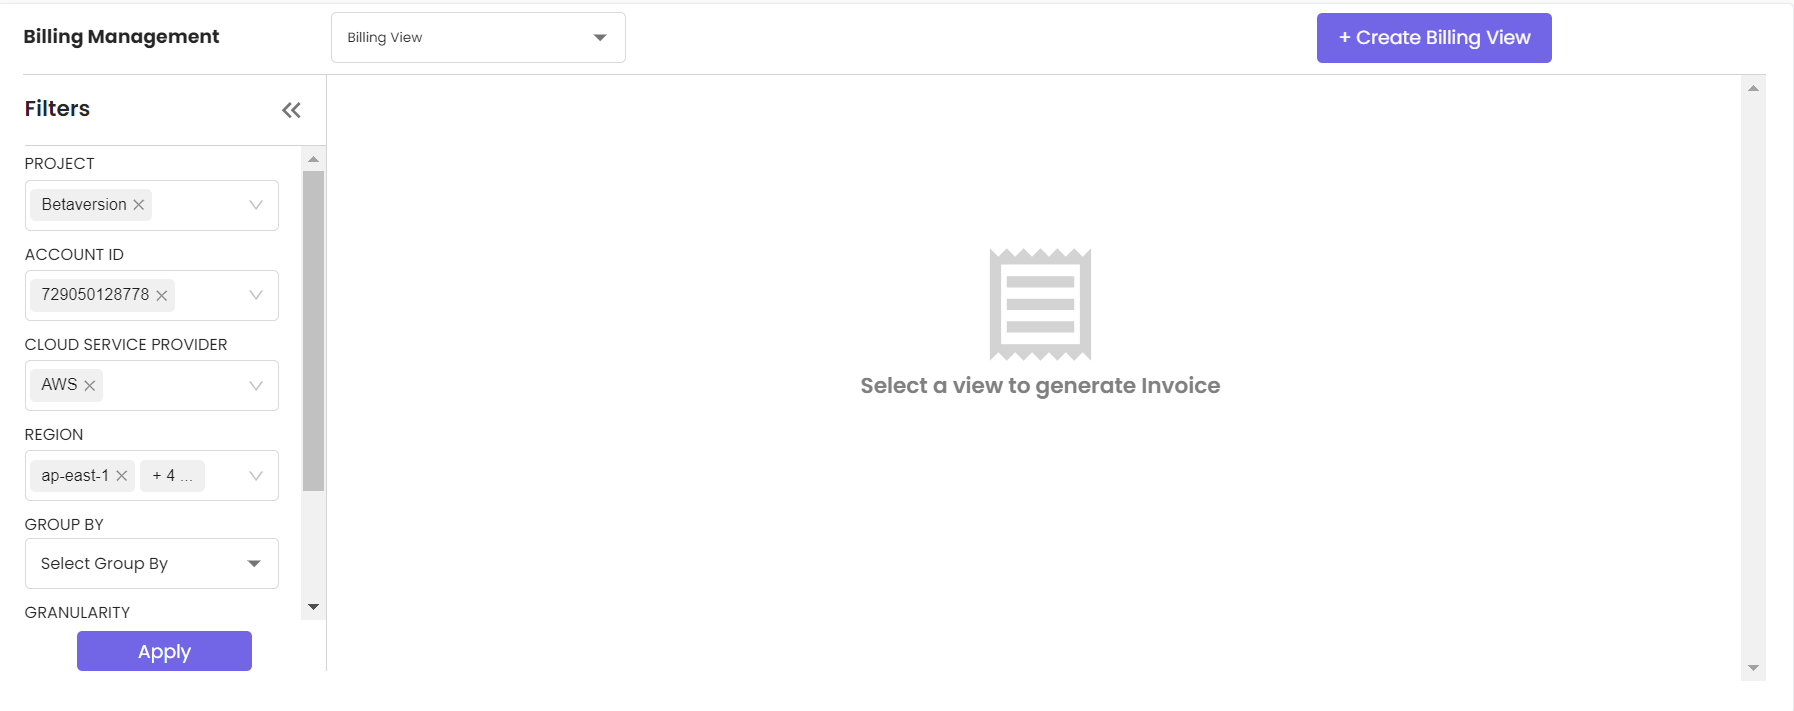 Billing Management
Billing View
+ Create Billing View
Filters
PROJECT
Betaversion
ACCOUNT ID
729050128778
CLOUD SERVICE PROVIDER
AWS
REGION
ap-east-1 + 4 ...
GROUP BY
Select Group By
GRANULARITY
Apply
Select a view to generate Invoice